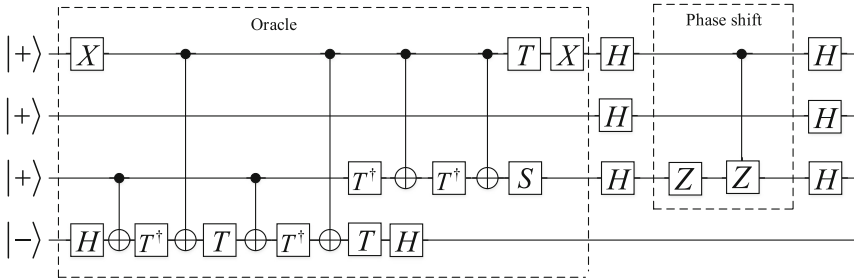 Oracle Phase shift
|+⟩ X T X H H
|+⟩ H H
|+⟩ T† T† S H Z Z H
|−⟩ H T† T T† T H